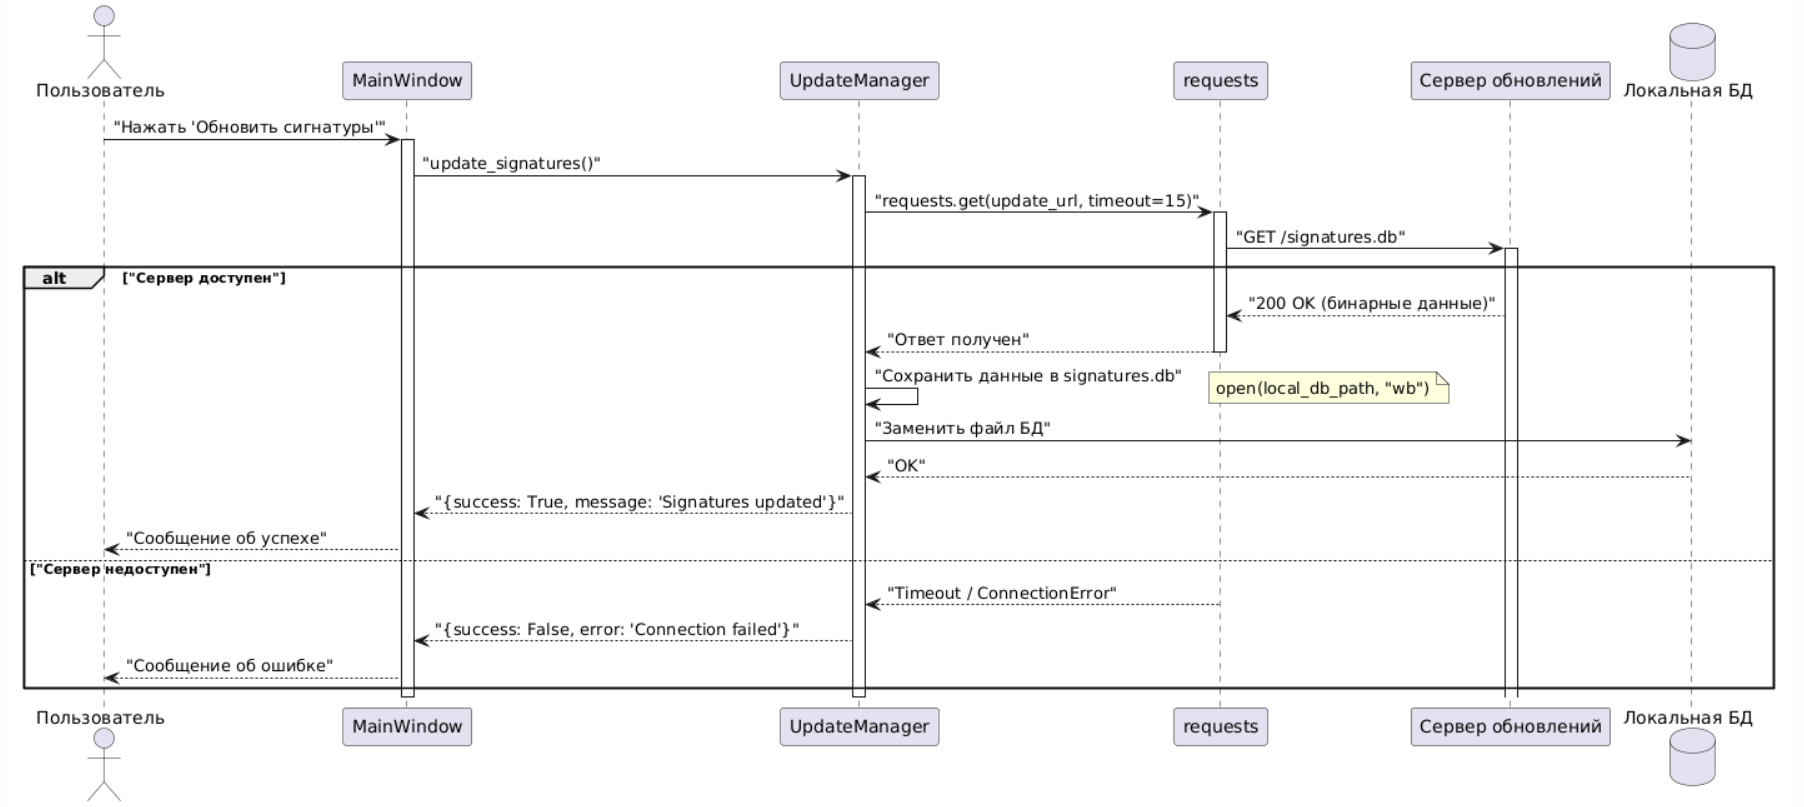 Пользователь
MainWindow
UpdateManager
requests
Сервер обновлений
Локальная БД
"Нажать 'Обновить сигнатуры'"
"update_signatures()"
"requests.get(update_url, timeout=15)"
"GET /signatures.db"
alt
["Сервер доступен"]
"200 OK (бинарные данные)"
"Ответ получен"
"Сохранить данные в signatures.db"
open(local_db_path, "wb")
"Заменить файл БД"
"OK"
"{success: True, message: 'Signatures updated'}"
"Сообщение об успехе"
["Сервер недоступен"]
"Timeout / ConnectionError"
"{success: False, error: 'Connection failed'}"
"Сообщение об ошибке"
Пользователь
MainWindow
UpdateManager
requests
Сервер обновлений
Локальная БД